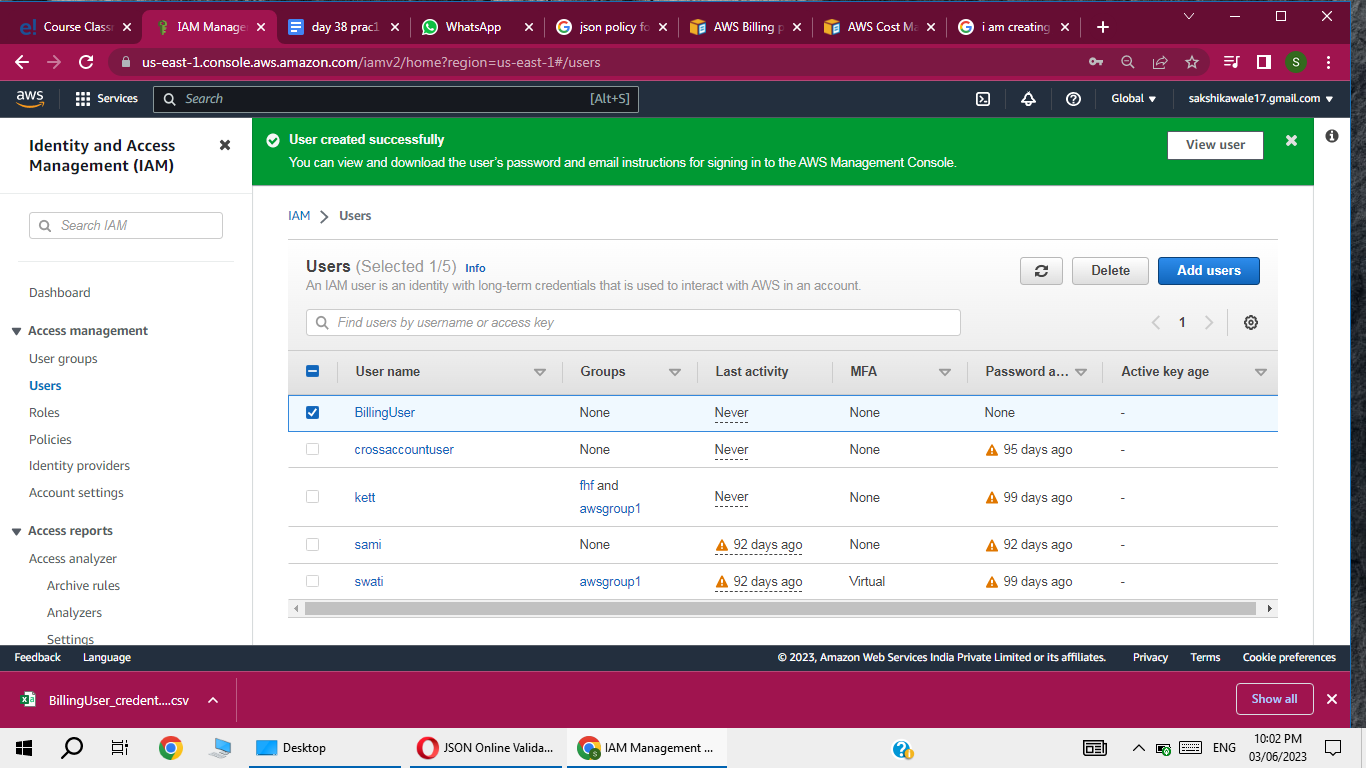 e! Course Class
IAM Manage
day 38 prac1
WhatsApp
json policy fo
AWS Billing p
AWS Cost Ma
i am creating
us-east-1.console.aws.amazon.com/iamv2/home?region=us-east-1#/users
S
aws
Services
Search
[Alt+S]
Global
sakshikawale17.gmail.com
Identity and Access
Management (IAM)
Search IAM
Dashboard
Access management
User groups
Users
Roles
Policies
Identity providers
Account settings
Access reports
Access analyzer
Archive rules
Analyzers
Settings
User created successfully
You can view and download the user's password and email instructions for signing in to the AWS Management Console.
View user
IAM > Users
Users (Selected 1/5) Info
An IAM user is an identity with long-term credentials that is used to interact with AWS in an account.
Delete
Add users
Find users by username or access key
1
User name Groups Last activity MFA Password a... Active key age
BillingUser None Never None None -
crossaccountuser None Never None 95 days ago -
kett fhf and awsgroup1 Never None 99 days ago -
sami None 92 days ago None 92 days ago -
swati awsgroup1 92 days ago Virtual 99 days ago -
Feedback Language
© 2023, Amazon Web Services India Private Limited or its affiliates. Privacy Terms Cookie preferences
BillingUser_credent....csv
Show all
Desktop
JSON Online Valida...
IAM Management ...
ENG
10:02 PM
03/06/2023